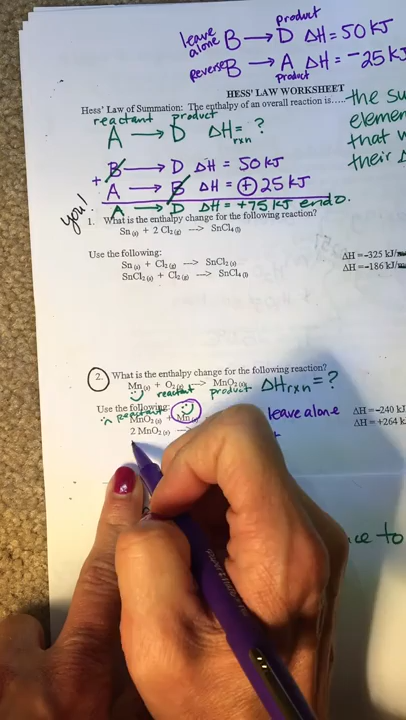 product
leave alone B → D ΔH = 50 KJ
reverse B → A ΔH = -25 KJ
product
HESS' LAW WORKSHEET
Hess' Law of Summation: The enthalpy of an overall reaction is..... the su
reactant product elemen
A → D ΔHrxn = ? that w
their
+ B → D ΔH = 50 KJ
A → B ΔH = + 25 KJ
you! A → D ΔH = +75 KJ endo.
1. What is the enthalpy change for the following reaction?
Sn(s) + 2 Cl2(g) --> SnCl4(l)
Use the following:
Sn(s) + Cl2(g) --> SnCl2(s) ΔH = -325 kJ/
SnCl2(s) + Cl2(g) --> SnCl4(l) ΔH = -186 kJ/
2. What is the enthalpy change for the following reaction?
Mn(s) + O2(g) --> MnO2(s) ΔHrxn = ?
reactant product
Use the following:
reactant leave alone
MnO2(s) + Mn(s) ΔH = -240 kJ
2 MnO2(s) ΔH = +264 k
ce to